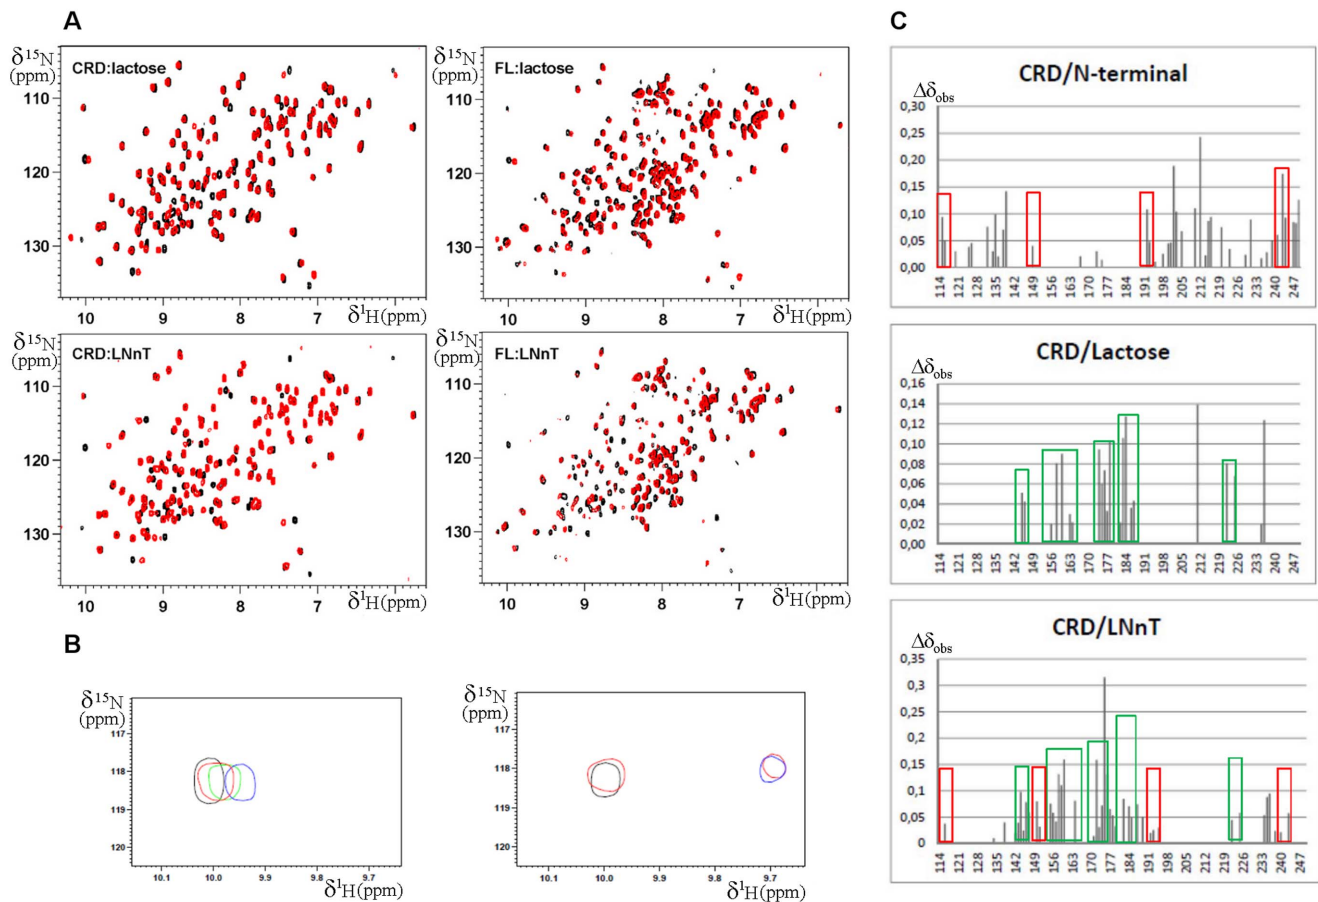 A
δ¹⁵N
(ppm)
CRD:lactose
110
120
130
10
9
8
7
δ¹H(ppm)
δ¹⁵N
(ppm)
FL:lactose
110
120
130
10
9
8
7
δ¹H(ppm)
δ¹⁵N
(ppm)
CRD:LNnT
110
120
130
10
9
8
7
δ¹H(ppm)
δ¹⁵N
(ppm)
FL:LNnT
110
120
130
10
9
8
7
δ¹H(ppm)
B
δ¹⁵N
(ppm)
117
118
119
120
10.1
10.0
9.9
9.8
9.7
δ¹H(ppm)
δ¹⁵N
(ppm)
117
118
119
120
10.1
10.0
9.9
9.8
9.7
δ¹H(ppm)
C
CRD/N-terminal
Δδobs
0,30
0,25
0,20
0,15
0,10
0,05
0,00
114 121 128 135 142 149 156 163 170 177 184 191 198 205 212 219 226 233 240 247
CRD/Lactose
Δδobs
0,16
0,14
0,12
0,10
0,08
0,06
0,04
0,02
0,00
114 121 128 135 142 149 156 163 170 177 184 191 198 205 212 219 226 233 240 247
CRD/LNnT
Δδobs
0,35
0,3
0,25
0,2
0,15
0,1
0,05
0
114 121 128 135 142 149 156 163 170 177 184 191 198 205 212 219 226 233 240 247